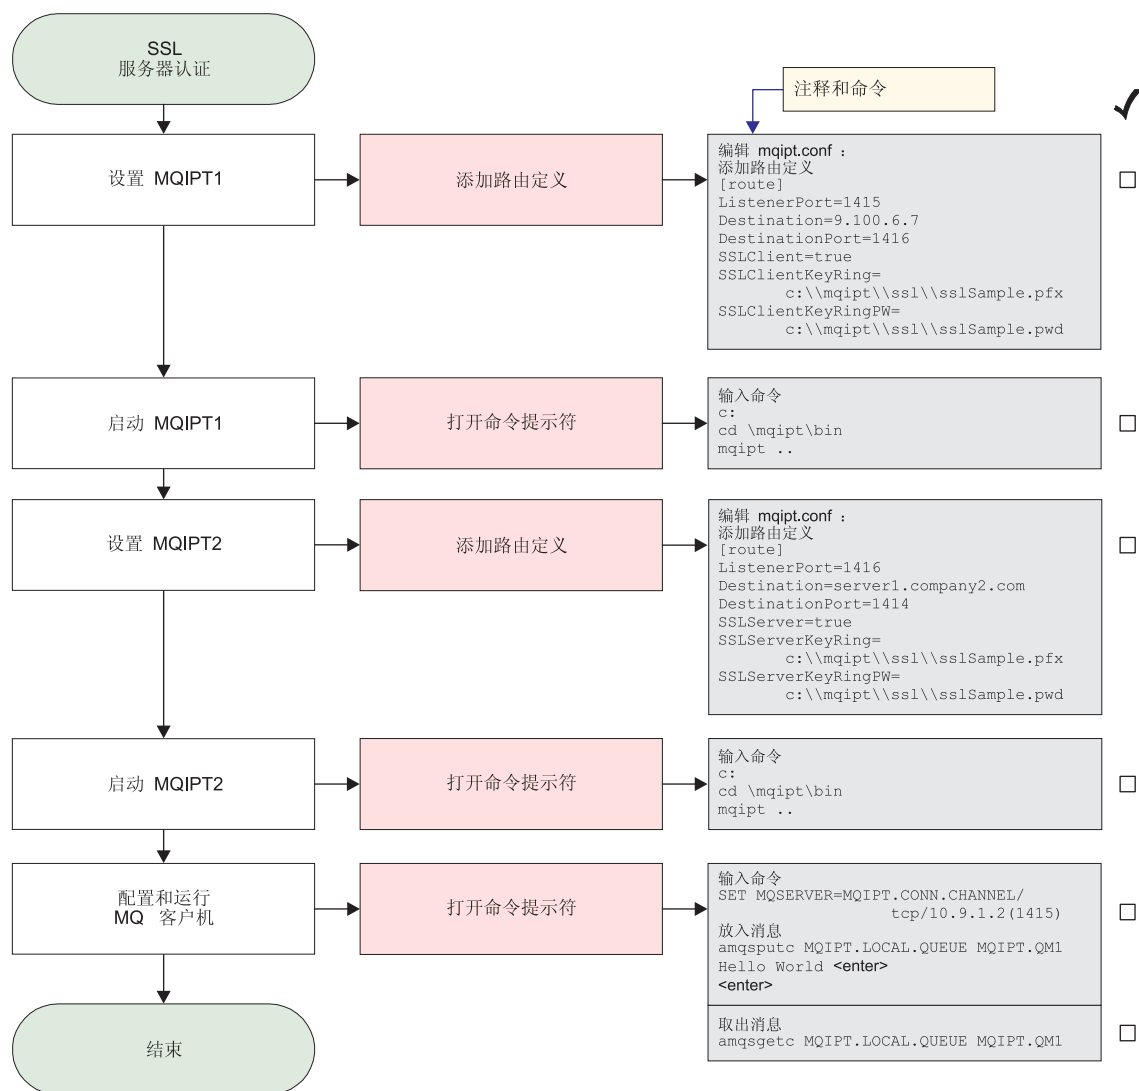 SSL
服务器认证
注释和命令
设置 MQIPT1
添加路由定义
编辑 mqipt.conf :
添加路由定义
[route]
ListenerPort=1415
Destination=9.100.6.7
DestinationPort=1416
SSLClient=true
SSLClientKeyRing=
c:\\mqipt\\ssl\\sslSample.pfx
SSLClientKeyRingPW=
c:\\mqipt\\ssl\\sslSample.pwd
启动 MQIPT1
打开命令提示符
输入命令
c:
cd \mqipt\bin
mqipt ..
设置 MQIPT2
添加路由定义
编辑 mqipt.conf :
添加路由定义
[route]
ListenerPort=1416
Destination=server1.company2.com
DestinationPort=1414
SSLServer=true
SSLServerKeyRing=
c:\\mqipt\\ssl\\sslSample.pfx
SSLServerKeyRingPW=
c:\\mqipt\\ssl\\sslSample.pwd
启动 MQIPT2
打开命令提示符
输入命令
c:
cd \mqipt\bin
mqipt ..
配置和运行
MQ 客户机
打开命令提示符
输入命令
SET MQSERVER=MQIPT.CONN.CHANNEL/
tcp/10.9.1.2(1415)
放入消息
amqsputc MQIPT.LOCAL.QUEUE MQIPT.QM1
Hello World <enter>
<enter>
取出消息
amqsgetc MQIPT.LOCAL.QUEUE MQIPT.QM1
结束